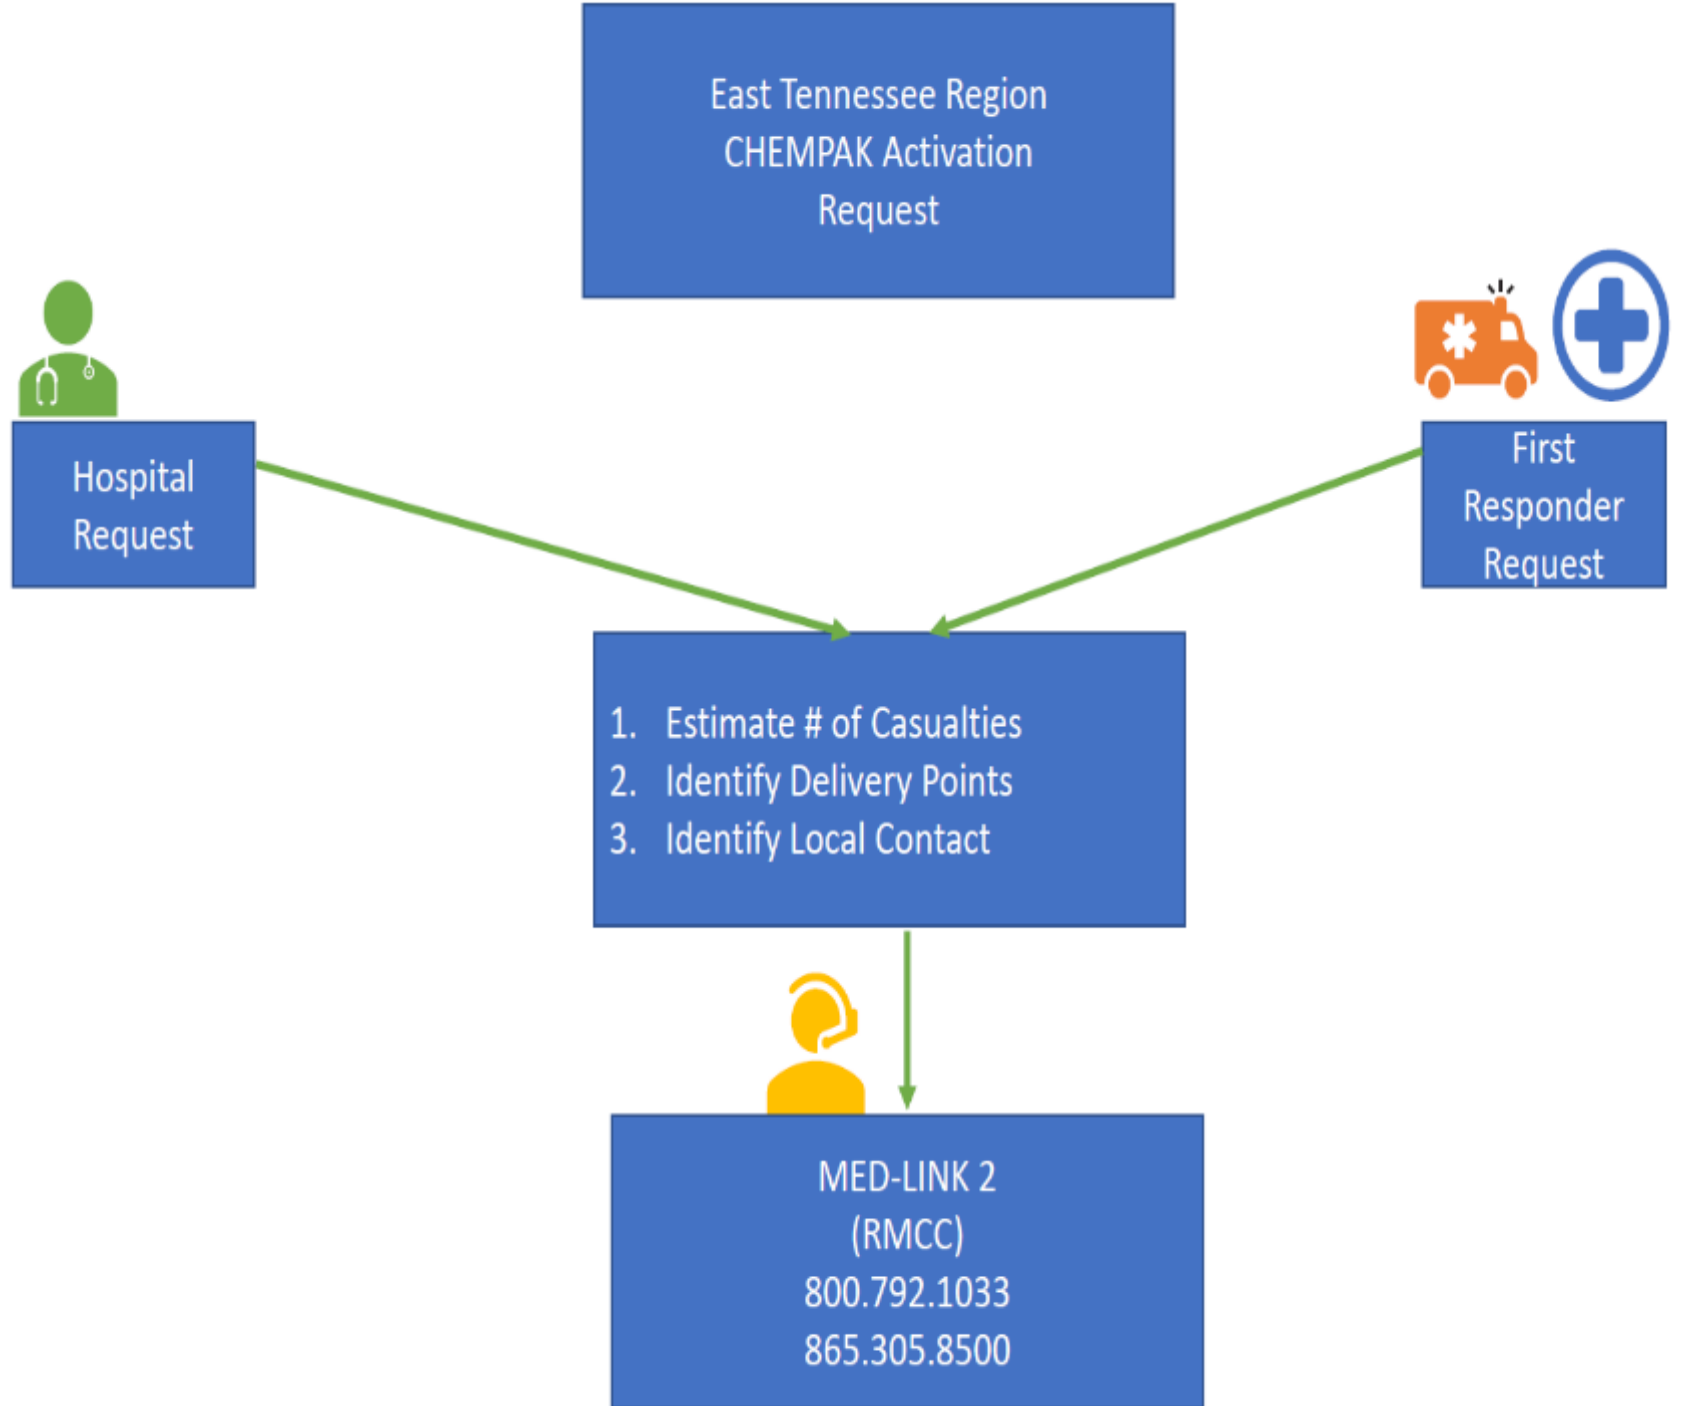 East Tennessee Region
CHEMPAK Activation
Request
Hospital
Request
First
Responder
Request
1. Estimate # of Casualties
2. Identify Delivery Points
3. Identify Local Contact
MED-LINK 2
(RMCC)
800.792.1033
865.305.8500